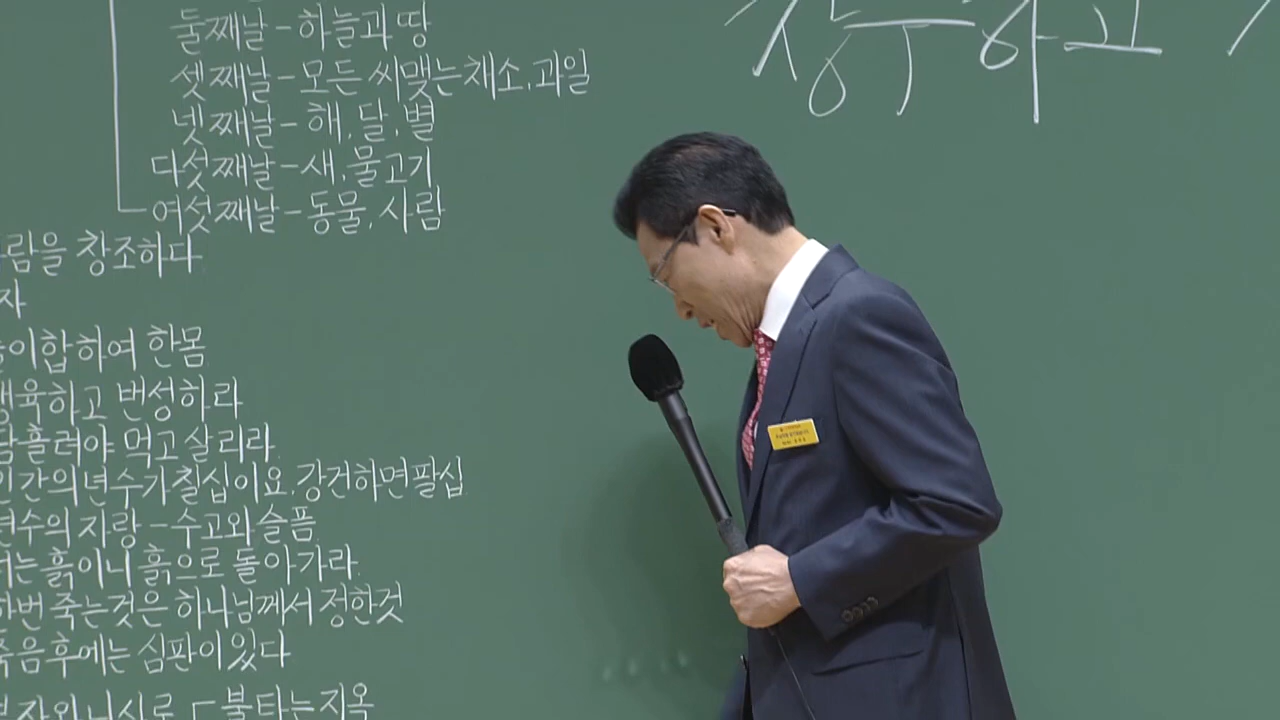 둘째날-하늘과 땅
셋째날-모든 씨맺는 채소, 과일
넷째날-해, 달, 별
다섯째날-새, 물고기
여섯째날-동물, 사람
람을 창조하다
자
이 합하여 한몸
육하고 번성하라
흘려야 먹고 살리라
인간의 년수가 칠십이요, 강건하면 팔십
년수의 자랑-수고와 슬픔
너는 흙이니 흙으로 돌아가라
한번 죽는것은 하나님께서 정한것
죽음후에는 심판이 있다
불타는 지옥
하고